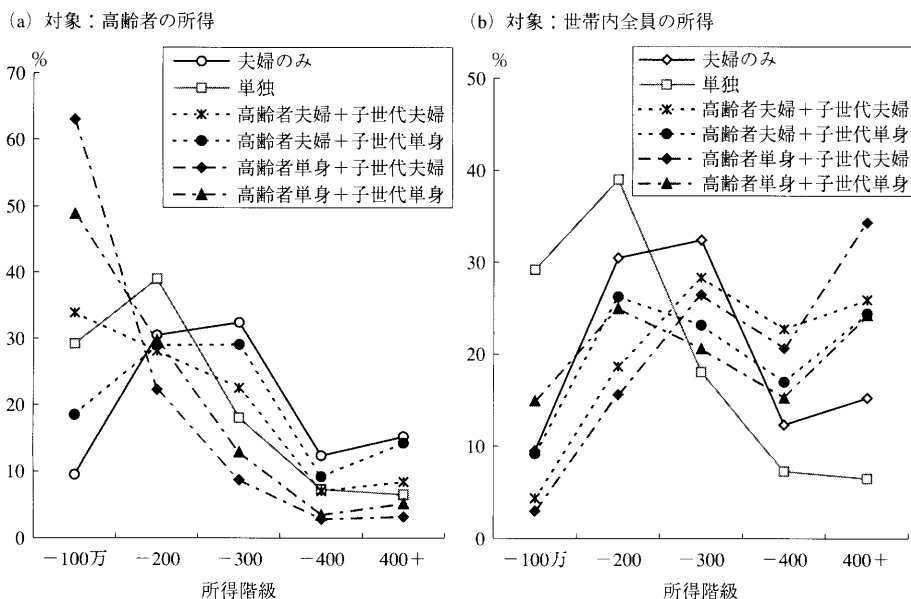 (a) 対象：高齢者の所得
%
70
60
50
40
30
20
10
0
夫婦のみ
単独
高齢者夫婦＋子世代夫婦
高齢者夫婦＋子世代単身
高齢者単身＋子世代夫婦
高齢者単身＋子世代単身
－100万 －200 －300 －400 400＋
所得階級
(b) 対象：世帯内全員の所得
%
50
40
30
20
10
0
夫婦のみ
単独
高齢者夫婦＋子世代夫婦
高齢者夫婦＋子世代単身
高齢者単身＋子世代夫婦
高齢者単身＋子世代単身
－100万 －200 －300 －400 400＋
所得階級